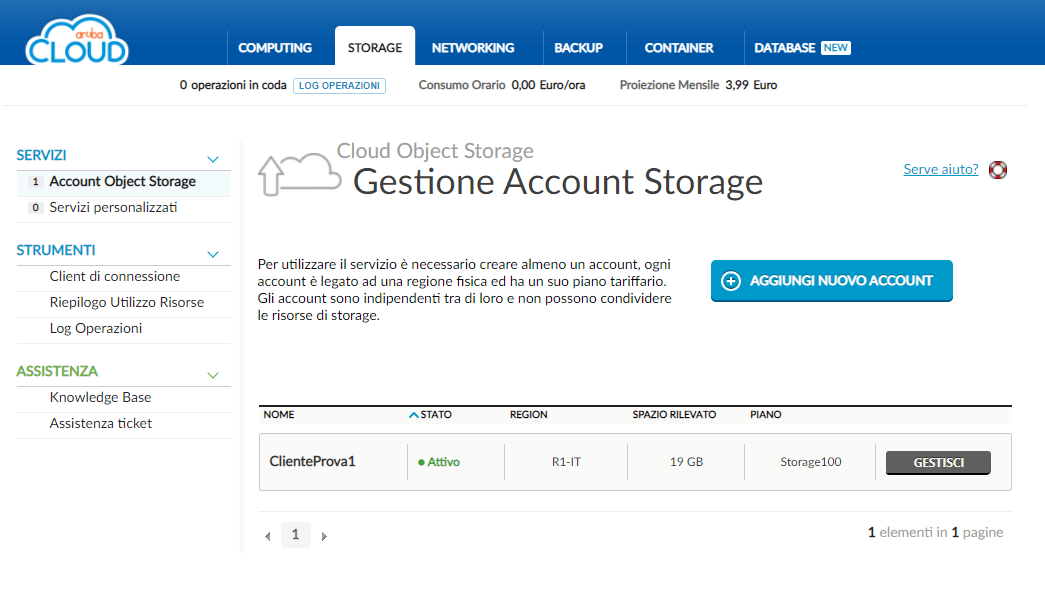 aruba
CLOUD
COMPUTING STORAGE NETWORKING BACKUP CONTAINER DATABASE NEW
0 operazioni in coda LOG OPERAZIONI Consumo Orario 0,00 Euro/ora Proiezione Mensile 3,99 Euro
SERVIZI
1 Account Object Storage
0 Servizi personalizzati
STRUMENTI
Client di connessione
Riepilogo Utilizzo Risorse
Log Operazioni
ASSISTENZA
Knowledge Base
Assistenza ticket
Cloud Object Storage
Gestione Account Storage
Serve aiuto?
Per utilizzare il servizio è necessario creare almeno un account, ogni
account è legato ad una regione fisica ed ha un suo piano tariffario.
Gli account sono indipendenti tra di loro e non possono condividere
le risorse di storage.
AGGIUNGI NUOVO ACCOUNT
NOME STATO REGION SPAZIO RILEVATO PIANO
ClienteProva1 Attivo R1-IT 19 GB Storage100 GESTISCI
1
1 elementi in 1 pagine